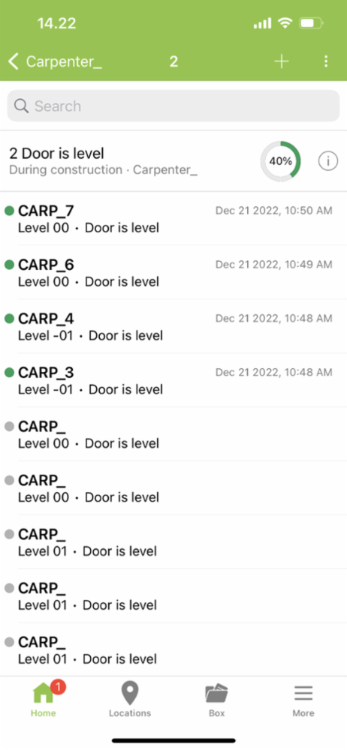 14.22
Carpenter_
2
Search
2 Door is level
During construction · Carpenter_
40%
CARP_7
Dec 21 2022, 10:50 AM
Level 00 · Door is level
CARP_6
Dec 21 2022, 10:49 AM
Level 00 · Door is level
CARP_4
Dec 21 2022, 10:48 AM
Level -01 · Door is level
CARP_3
Dec 21 2022, 10:48 AM
Level -01 · Door is level
CARP_
Level 00 · Door is level
CARP_
Level 00 · Door is level
CARP_
Level 01 · Door is level
CARP_
Level 01 · Door is level
CARP_
Level 01 · Door is level
1
Home
Locations
Box
More